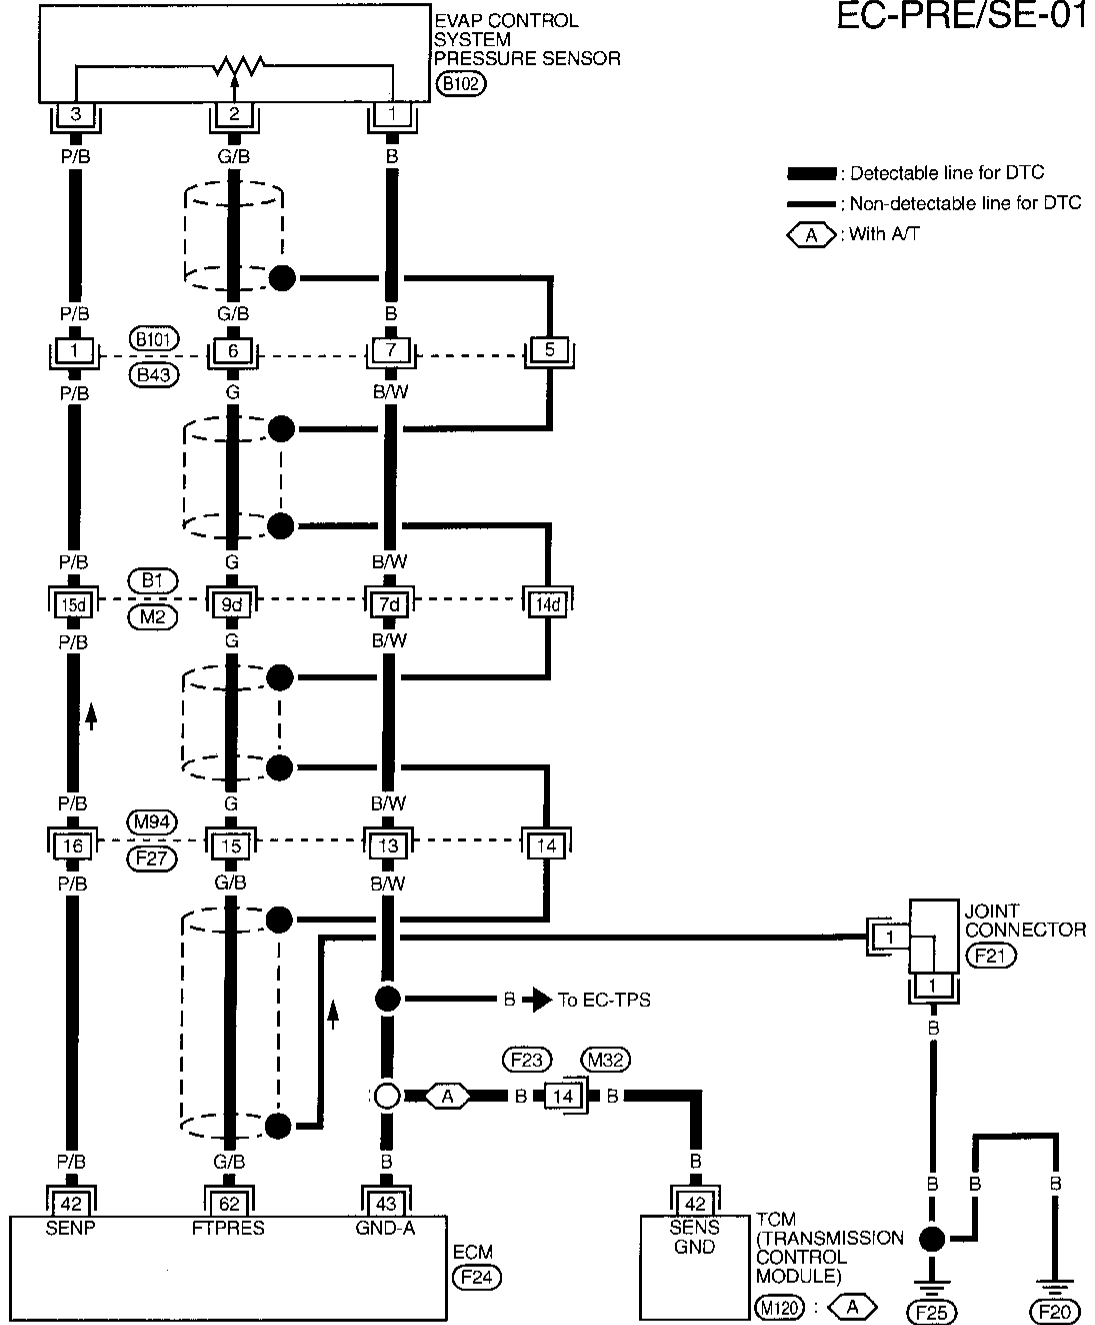 EC-PRE/SE-01
EVAP CONTROL
SYSTEM
PRESSURE SENSOR
B102
3 2 1
P/B G/B B
: Detectable line for DTC
: Non-detectable line for DTC
A : With A/T
P/B G/B B
B101
1 6 7 5
B43
P/B G B/W
P/B G B/W
B1
15d 9d 7d 14d
M2
P/B G B/W
P/B G B/W
M94
16 15 13 14
F27
P/B G/B B/W
JOINT
CONNECTOR
F21
1
1
B
B To EC-TPS
F23 M32
A B 14 B
P/B G/B B B
B B B
42 62 43 42
SENP FTPRES GND-A
ECM
F24
SENS
GND
TCM
(TRANSMISSION
CONTROL
MODULE)
M120 : A
F25 F20